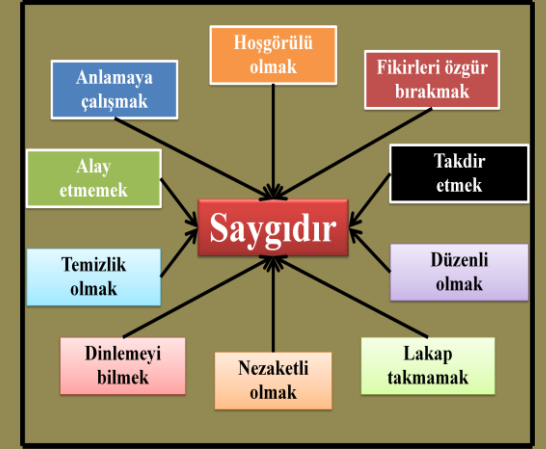 Hoşgörülü
olmak
Anlamaya
çalışmak
Fikirleri özgür
bırakmak
Alay
etmemek
Takdir
etmek
Saygıdır
Temizlik
olmak
Düzenli
olmak
Dinlemeyi
bilmek
Nezaketli
olmak
Lakap
takmamak